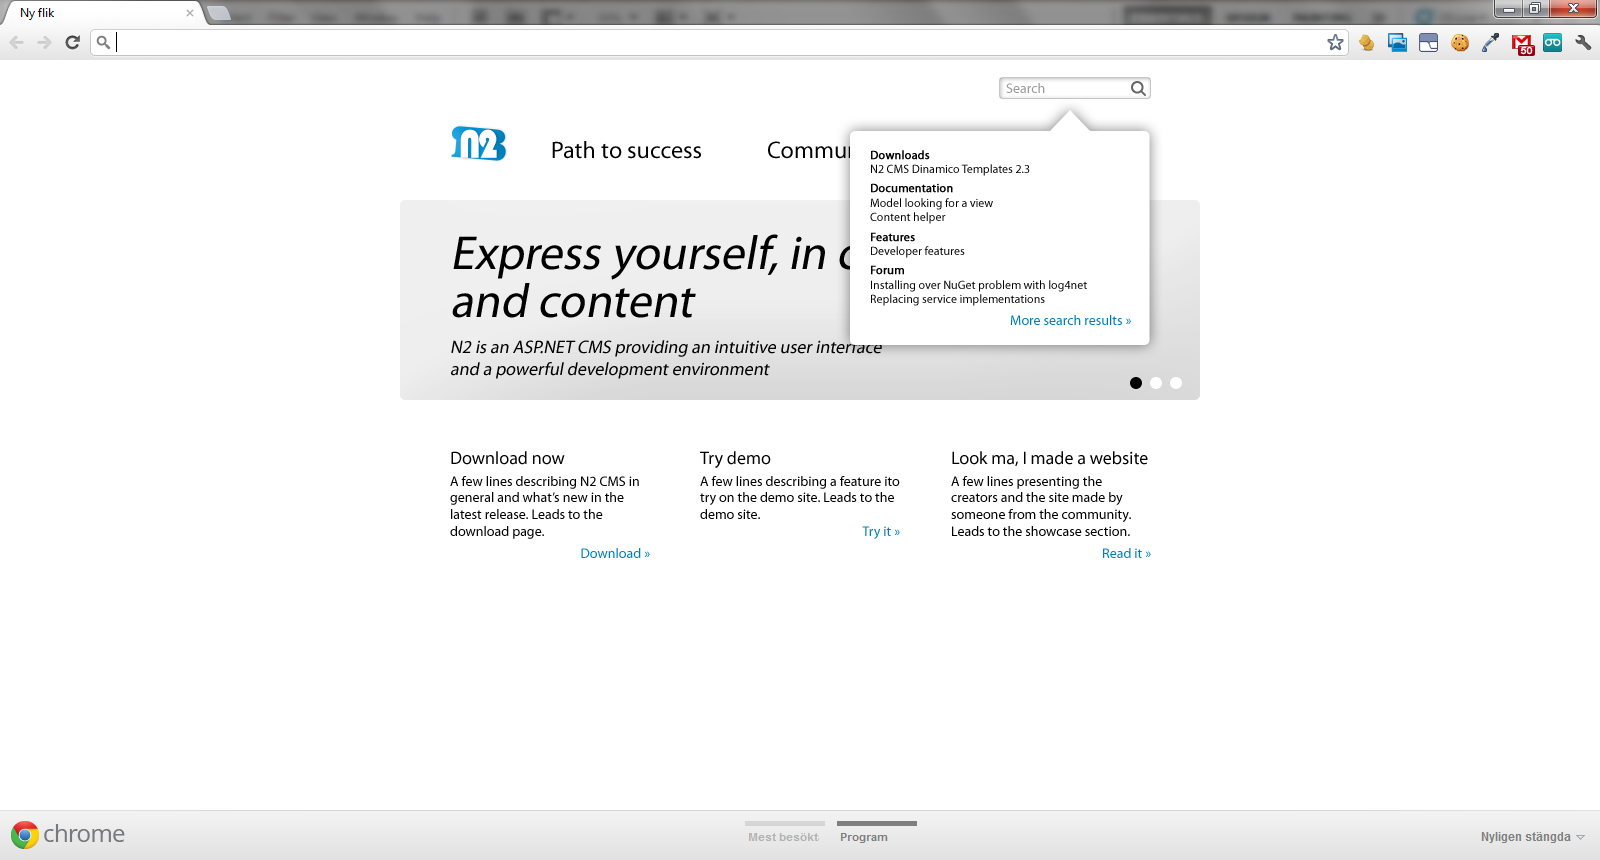 Ny flik
50
Search
N2
Path to success
Commu
Downloads
N2 CMS Dinamico Templates 2.3
Documentation
Model looking for a view
Content helper
Features
Developer features
Forum
Installing over NuGet problem with log4net
Replacing service implementations
More search results »
Express yourself, in
and content
N2 is an ASP.NET CMS providing an intuitive user interface
and a powerful development environment
Download now
A few lines describing N2 CMS in
general and what's new in the
latest release. Leads to the
download page.
Download »
Try demo
A few lines describing a feature ito
try on the demo site. Leads to the
demo site.
Try it »
Look ma, I made a website
A few lines presenting the
creators and the site made by
someone from the community.
Leads to the showcase section.
Read it »
chrome
Mest besökt
Program
Nyligen stängda